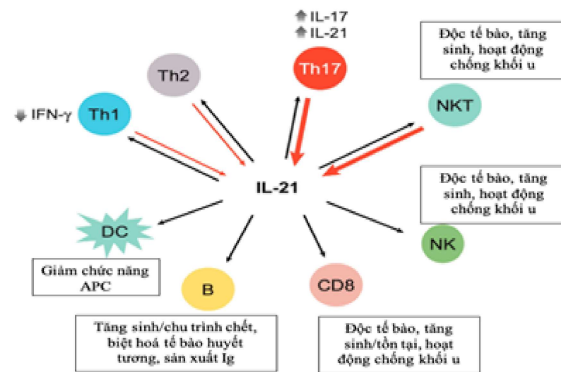 IL-17
IL-21
Th17
Độc tế bào, tăng
sinh, hoạt động
chống khối u
Th2
IFN-γ
Th1
NKT
IL-21
Độc tế bào, tăng
sinh, hoạt động
chống khối u
DC
NK
Giảm chức năng
APC
B
CD8
Tăng sinh/chu trình chết,
biệt hoá tế bào huyết
tương, sản xuất Ig
Độc tế bào, tăng
sinh/tồn tại, hoạt
động chống khối u